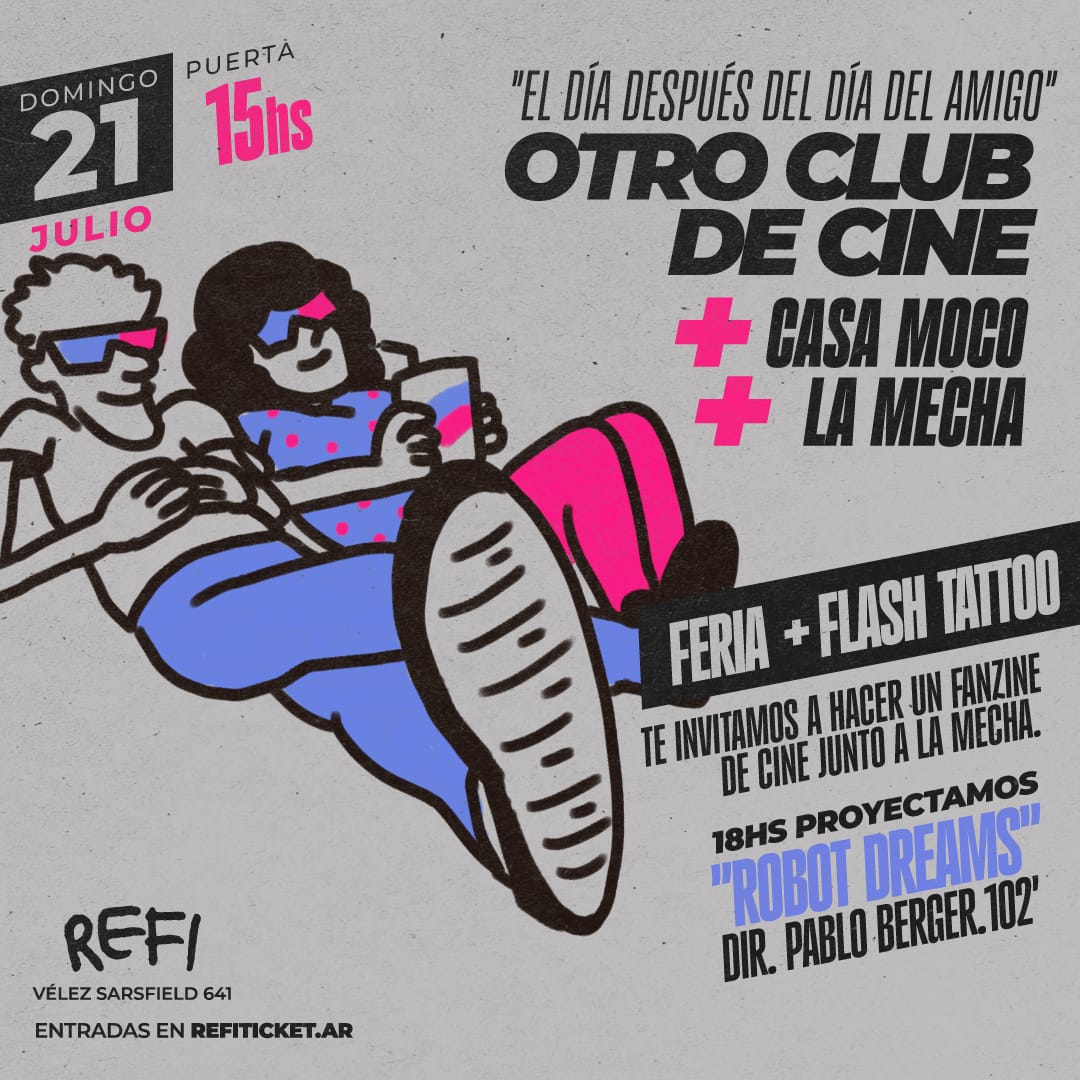 DOMINGO
21
JULIO
PUERTA
15hs
"EL DÍA DESPUÉS DEL DÍA DEL AMIGO"
OTRO CLUB
DE CINE
+ CASA MOCO
+ LA MECHA
FERIA + FLASH TATTOO
TE INVITAMOS A HACER UN FANZINE
DE CINE JUNTO A LA MECHA.
18HS PROYECTAMOS
"ROBOT DREAMS"
DIR. PABLO BERGER.102'
REFI
VÉLEZ SARSFIELD 641
ENTRADAS EN REFITICKET.AR